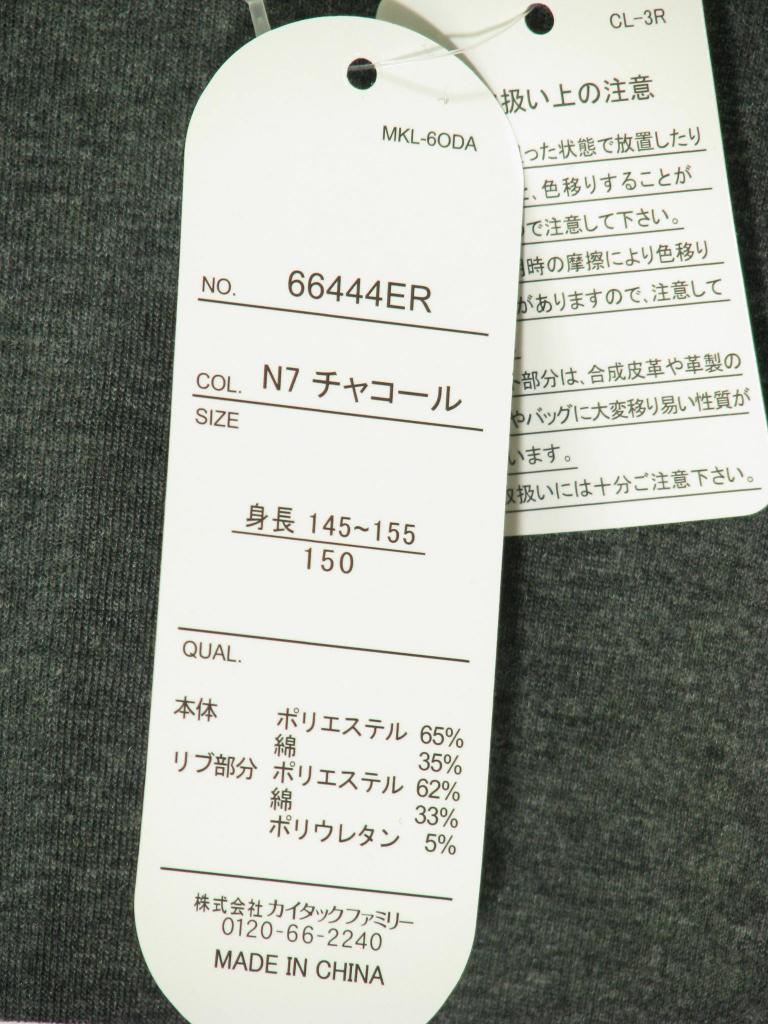 MKL-6ODA
NO. 66444ER
COL. N7 チャコール
SIZE
身長 145~155
150
QUAL.
本体 ポリエステル 65%
綿 35%
リブ部分 ポリエステル 62%
綿 33%
ポリウレタン 5%
株式会社カイタックファミリー
0120-66-2240
MADE IN CHINA
CL-3R
扱い上の注意
った状態で放置したり
、色移りすることが
で注意して下さい。
時の摩擦により色移り
がありますので、注意して
部分は、合成皮革や革製の
やバッグに大変移り易い性質が
います。
扱いには十分ご注意下さい。